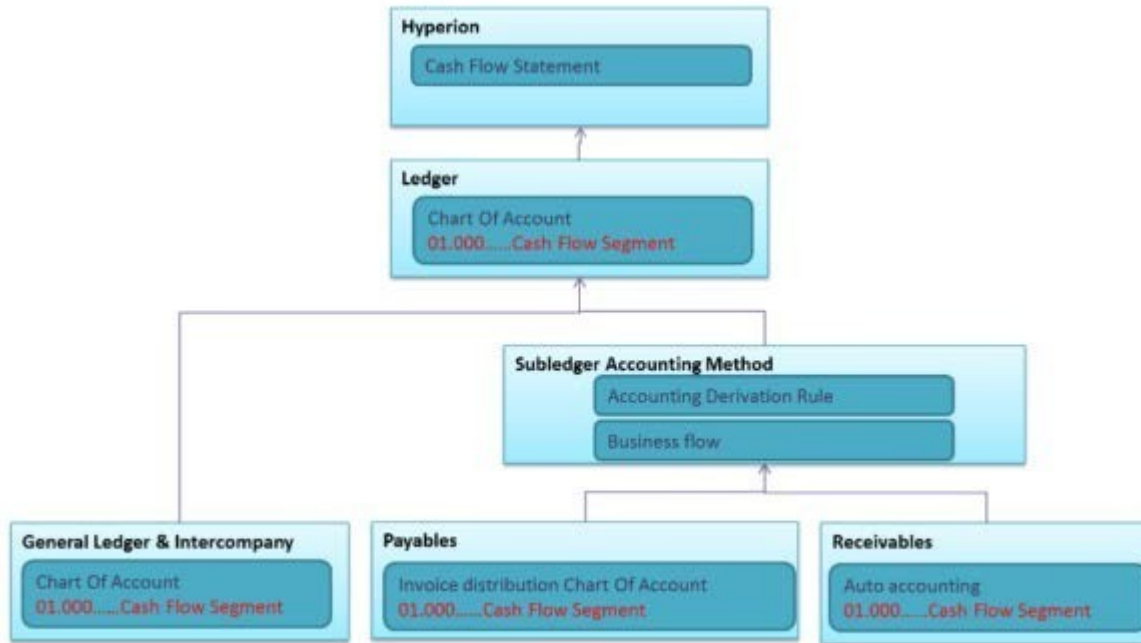 Hyperion
Cash Flow Statement
Ledger
Chart Of Account
01.000......Cash Flow Segment
Subledger Accounting Method
Accounting Derivation Rule
Business flow
General Ledger & Intercompany
Chart Of Account
01.000......Cash Flow Segment
Payables
Invoice distribution Chart Of Account
01.000......Cash Flow Segment
Receivables
Auto accounting
01.000......Cash Flow Segment